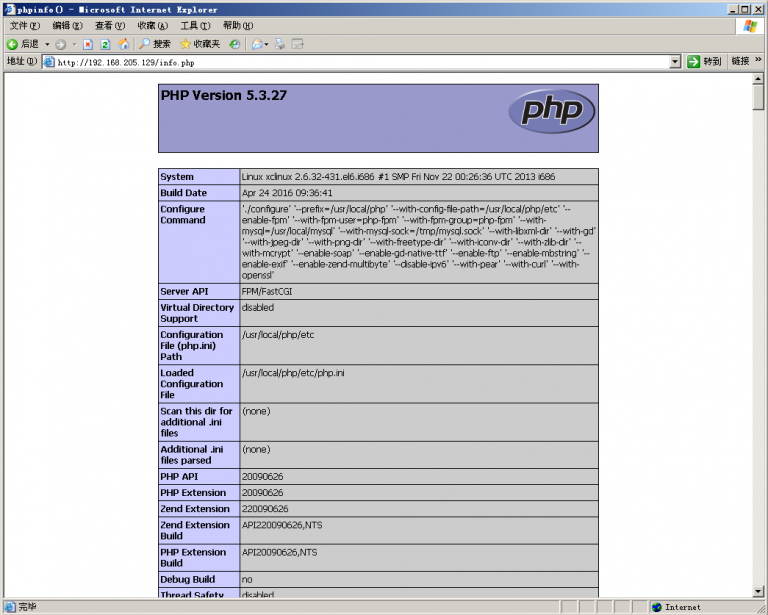 phpinfo() - Microsoft Internet Explorer
文件(F) 编辑(E) 查看(V) 收藏(A) 工具(T) 帮助(H)
后退 搜索 收藏夹
地址(D) http://192.168.205.129/info.php 转到 链接 »
PHP Version 5.3.27
php
System Linux xclinux 2.6.32-431.el6.i686 #1 SMP Fri Nov 22 00:26:36 UTC 2013 i686
Build Date Apr 24 2016 09:36:41
Configure './configure' '--prefix=/usr/local/php' '--with-config-file-path=/usr/local/php/etc' '--
Command enable-fpm' '--with-fpm-user=php-fpm' '--with-fpm-group=php-fpm' '--with-
mysql=/usr/local/mysql' '--with-mysql-sock=/tmp/mysql.sock' '--with-libxml-dir' '--with-gd'
'--with-jpeg-dir' '--with-png-dir' '--with-freetype-dir' '--with-iconv-dir' '--with-zlib-dir' '--
with-mcrypt' '--enable-soap' '--enable-gd-native-ttf' '--enable-ftp' '--enable-mbstring' '--
enable-exif' '--enable-zend-multibyte' '--disable-ipv6' '--with-pear' '--with-curl' '--with-
openssl'
Server API FPM/FastCGI
Virtual Directory disabled
Support
Configuration /usr/local/php/etc
File (php.ini)
Path
Loaded /usr/local/php/etc/php.ini
Configuration
File
Scan this dir for (none)
additional .ini
files
Additional .ini (none)
files parsed
PHP API 20090626
PHP Extension 20090626
Zend Extension 220090626
Zend Extension API220090626,NTS
Build
PHP Extension API20090626,NTS
Build
Debug Build no
Thread Safety disabled
完毕 Internet